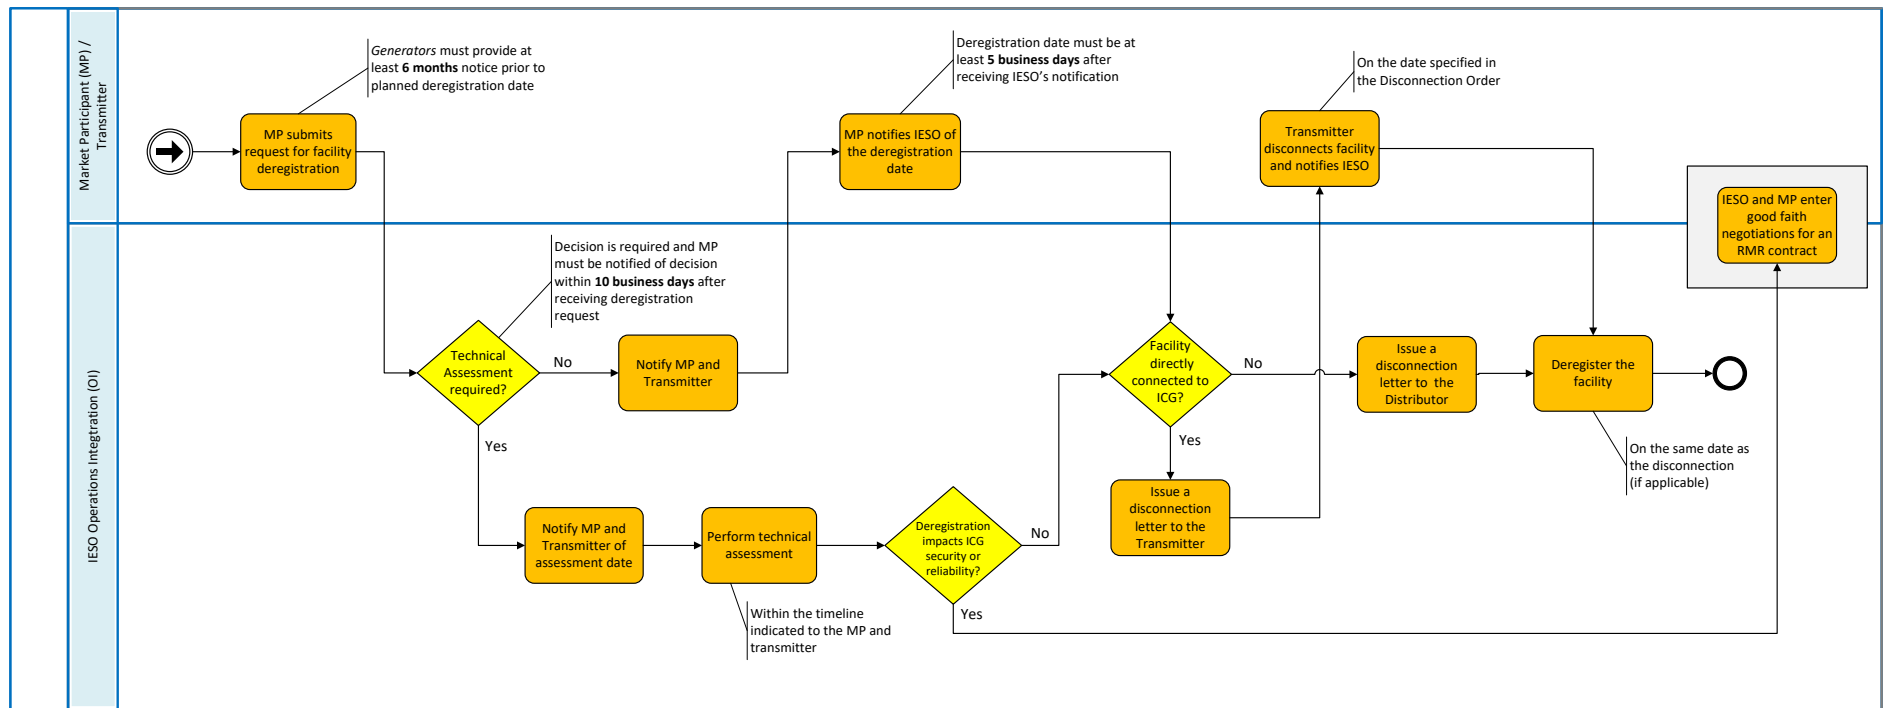 Market Participant (MP) /
Transmitter
Generators must provide at
least 6 months notice prior to
planned deregistration date
MP submits
request for facility
deregistration
Deregistration date must be at
least 5 business days after
receiving IESO's notification
MP notifies IESO of
the deregistration
date
On the date specified in
the Disconnection Order
Transmitter
disconnects facility
and notifies IESO
IESO and MP enter
good faith
negotiations for an
RMR contract
IESO Operations Integtration (OI)
Decision is required and MP
must be notified of decision
within 10 business days after
receiving deregistration
request
Technical
Assessment
required?
No
Notify MP and
Transmitter
Yes
Notify MP and
Transmitter of
assessment date
Perform technical
assessment
Within the timeline
indicated to the MP and
transmitter
Deregistration
impacts ICG
security or
reliability?
No
Yes
Facility
directly
connected to
ICG?
No
Yes
Issue a
disconnection
letter to the
Transmitter
Issue a
disconnection
letter to the
Distributor
Deregister the
facility
On the same date as
the disconnection
(if applicable)